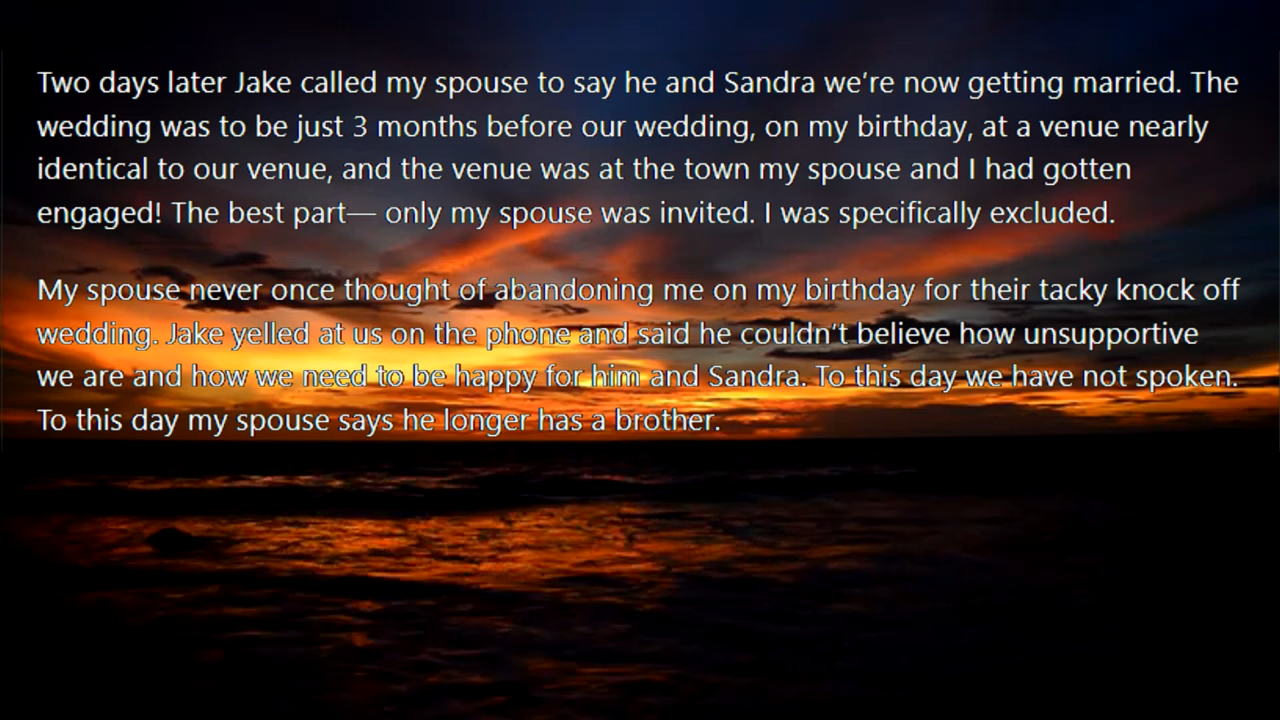 Two days later Jake called my spouse to say he and Sandra we’re now getting married. The
wedding was to be just 3 months before our wedding, on my birthday, at a venue nearly
identical to our venue, and the venue was at the town my spouse and I had gotten
engaged! The best part— only my spouse was invited. I was specifically excluded.
My spouse never once thought of abandoning me on my birthday for their tacky knock off
wedding. Jake yelled at us on the phone and said he couldn’t believe how unsupportive
we are and how we need to be happy for him and Sandra. To this day we have not spoken.
To this day my spouse says he longer has a brother.